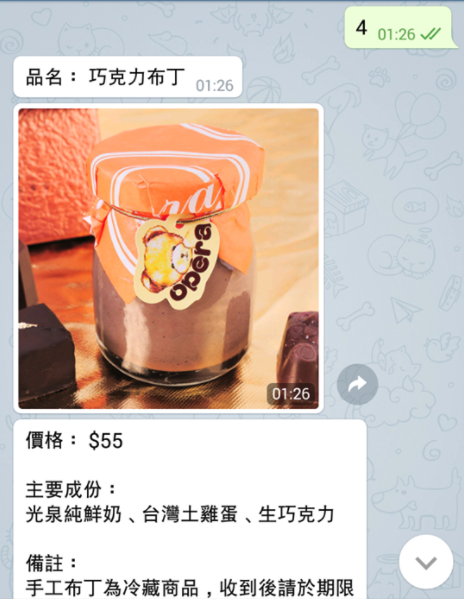 4 01:26
品名： 巧克力布丁 01:26
opera
01:26
價格： $55
主要成份：
光泉純鮮奶、台灣土雞蛋、生巧克力
備註：
手工布丁為冷藏商品，收到後請於期限